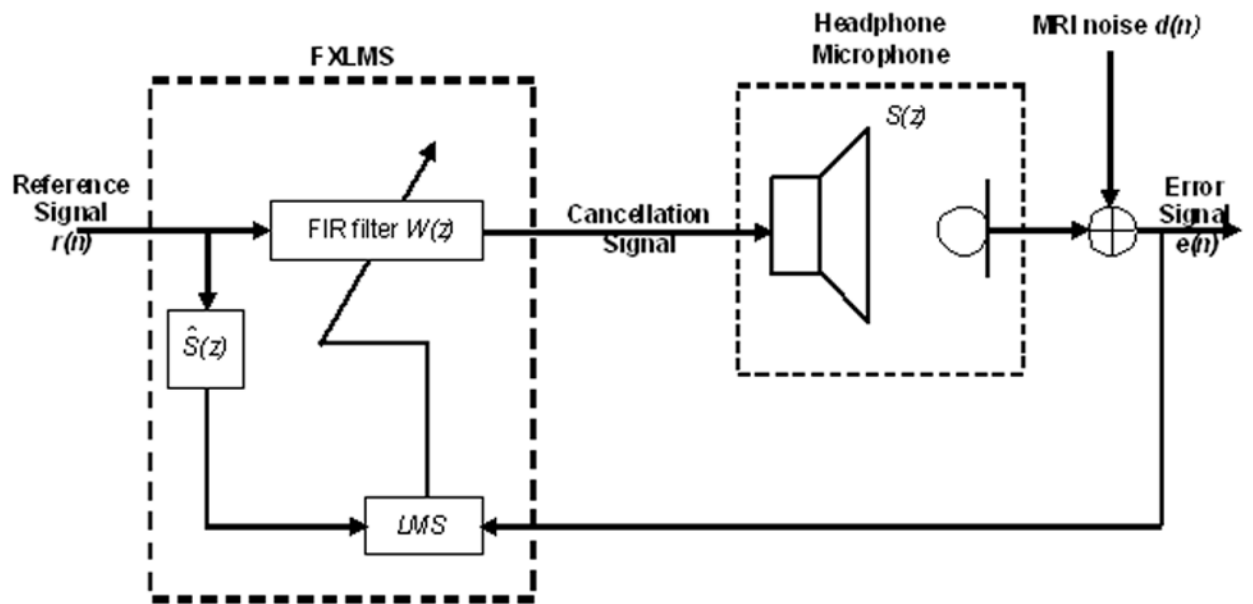 FXLMS
Headphone
Microphone
MRI noise d(n)
S(z)
Reference
Signal
r(n)
FIR filter W(z)
Cancellation
Signal
Error
Signal
e(n)
Ŝ(z)
LMS